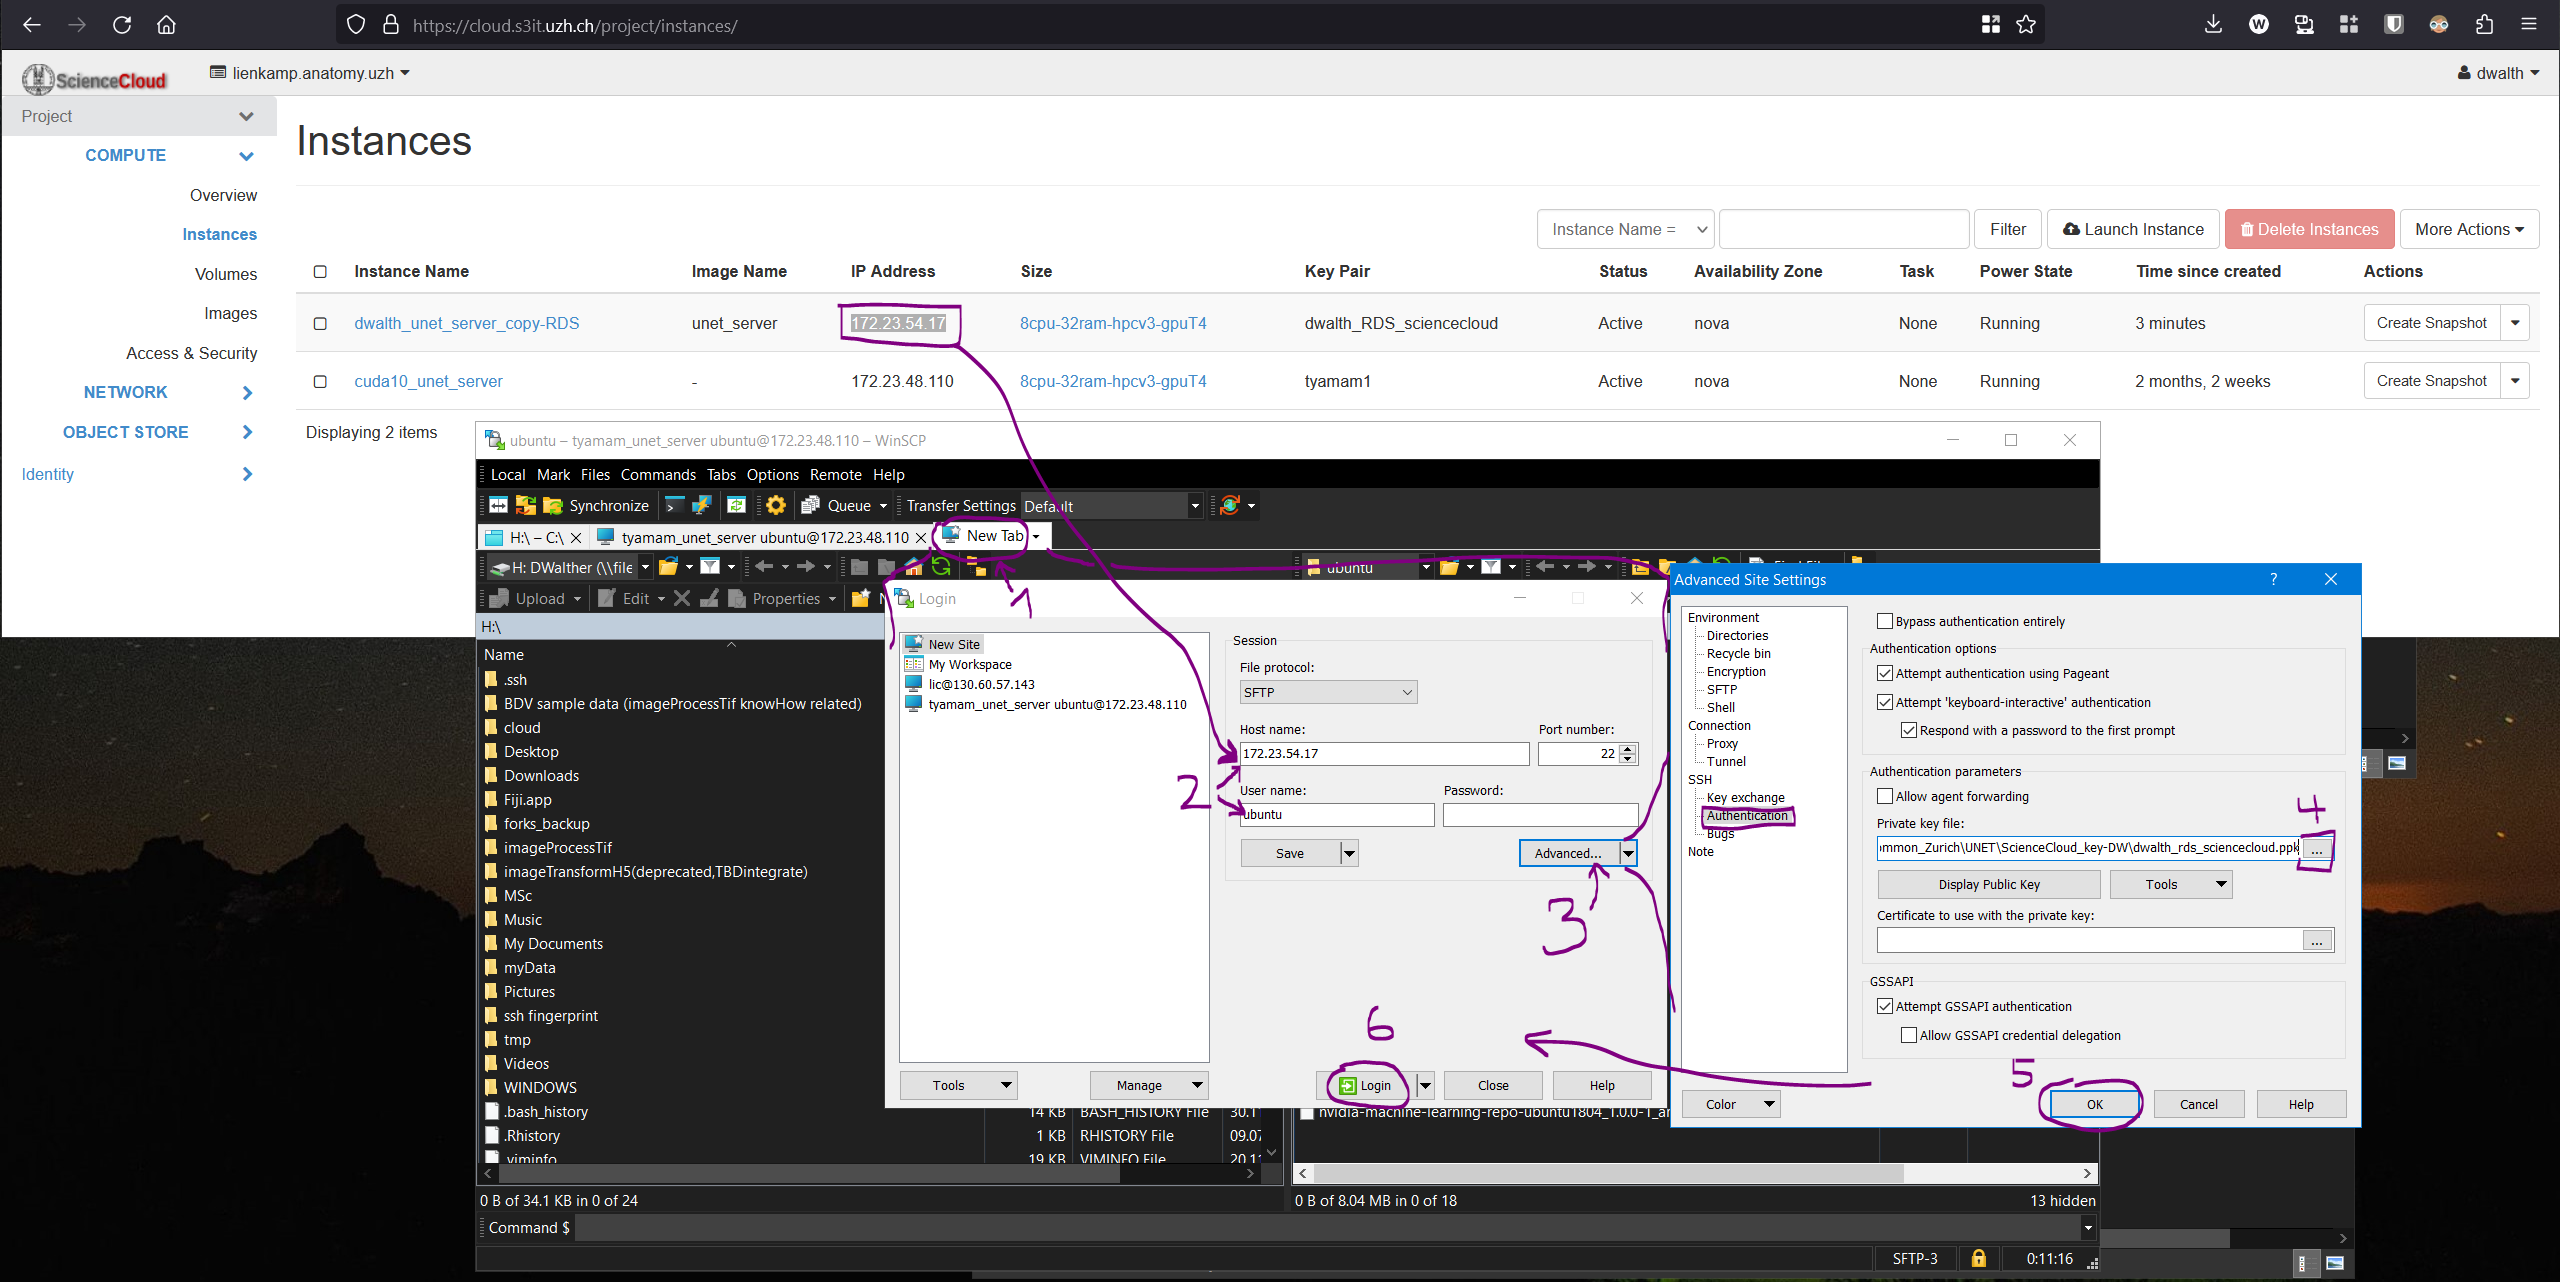 https://cloud.s3it.uzh.ch/project/instances/
ScienceCloud
lienkamp.anatomy.uzh
dwalth
Project
COMPUTE
Overview
Instances
Volumes
Images
Access & Security
NETWORK
OBJECT STORE
Identity
Instances
Instance Name =
Filter
Launch Instance
Delete Instances
More Actions
Instance Name Image Name IP Address Size Key Pair Status Availability Zone Task Power State Time since created Actions
dwalth_unet_server_copy-RDS unet_server 172.23.54.17 8cpu-32ram-hpcv3-gpuT4 dwalth_RDS_sciencecloud Active nova None Running 3 minutes Create Snapshot
cuda10_unet_server - 172.23.48.110 8cpu-32ram-hpcv3-gpuT4 tyamam1 Active nova None Running 2 months, 2 weeks Create Snapshot
Displaying 2 items
ubuntu – tyamam_unet_server ubuntu@172.23.48.110 – WinSCP
Local Mark Files Commands Tabs Options Remote Help
Synchronize Queue Transfer Settings Default
H:\ – C:\ tyamam_unet_server ubuntu@172.23.48.110 New Tab
H: DWalther (\\file ubuntu
Upload Edit Properties
H:\
Name
.ssh
BDV sample data (imageProcessTif knowHow related)
cloud
Desktop
Downloads
Fiji.app
forks_backup
imageProcessTif
imageTransformH5(deprecated,TBDintegrate)
MSc
Music
My Documents
myData
Pictures
ssh fingerprint
tmp
Videos
WINDOWS
.bash_history 14 KB BASH_HISTORY File 30.1
.Rhistory 1 KB RHISTORY File 09.07
.viminfo 19 KB VIMINFO File 20.11
0 B of 34.1 KB in 0 of 24
nvidia-machine-learning-repo-ubuntu1804_1.0.0-1_a
0 B of 8.04 MB in 0 of 18
13 hidden
Command $
SFTP-3 0:11:16
1
Login
New Site
My Workspace
lic@130.60.57.143
tyamam_unet_server ubuntu@172.23.48.110
Session
File protocol:
SFTP
Host name: Port number:
172.23.54.17 22
2
User name: Password:
ubuntu
Save Advanced...
3
6
Tools Manage Login Close Help
Advanced Site Settings
Environment
Directories
Recycle bin
Encryption
SFTP
Shell
Connection
Proxy
Tunnel
SSH
Key exchange
Authentication
Bugs
Note
Bypass authentication entirely
Authentication options
Attempt authentication using Pageant
Attempt 'keyboard-interactive' authentication
Respond with a password to the first prompt
Authentication parameters
Allow agent forwarding
4
Private key file:
mmon_Zurich\UNET\ScienceCloud_key-DW\dwalth_rds_sciencecloud.ppk ...
Display Public Key Tools
Certificate to use with the private key:
...
GSSAPI
Attempt GSSAPI authentication
Allow GSSAPI credential delegation
5
Color OK Cancel Help